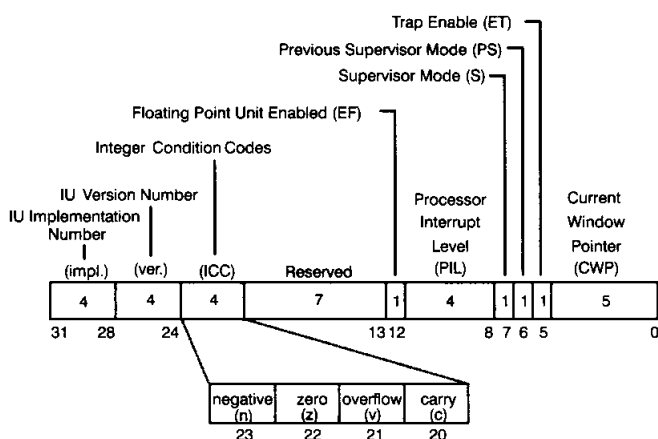 Trap Enable (ET)
Previous Supervisor Mode (PS)
Supervisor Mode (S)
Floating Point Unit Enabled (EF)
Integer Condition Codes
IU Version Number
IU Implementation
Number
Processor
Interrupt
Level
(PIL)
Current
Window
Pointer
(CWP)
(impl.) (ver.) (ICC) Reserved
4 4 4 7 1 4 1 1 1 5
31 28 24 13 12 8 7 6 5 0
negative zero overflow carry
(n) (z) (v) (c)
23 22 21 20